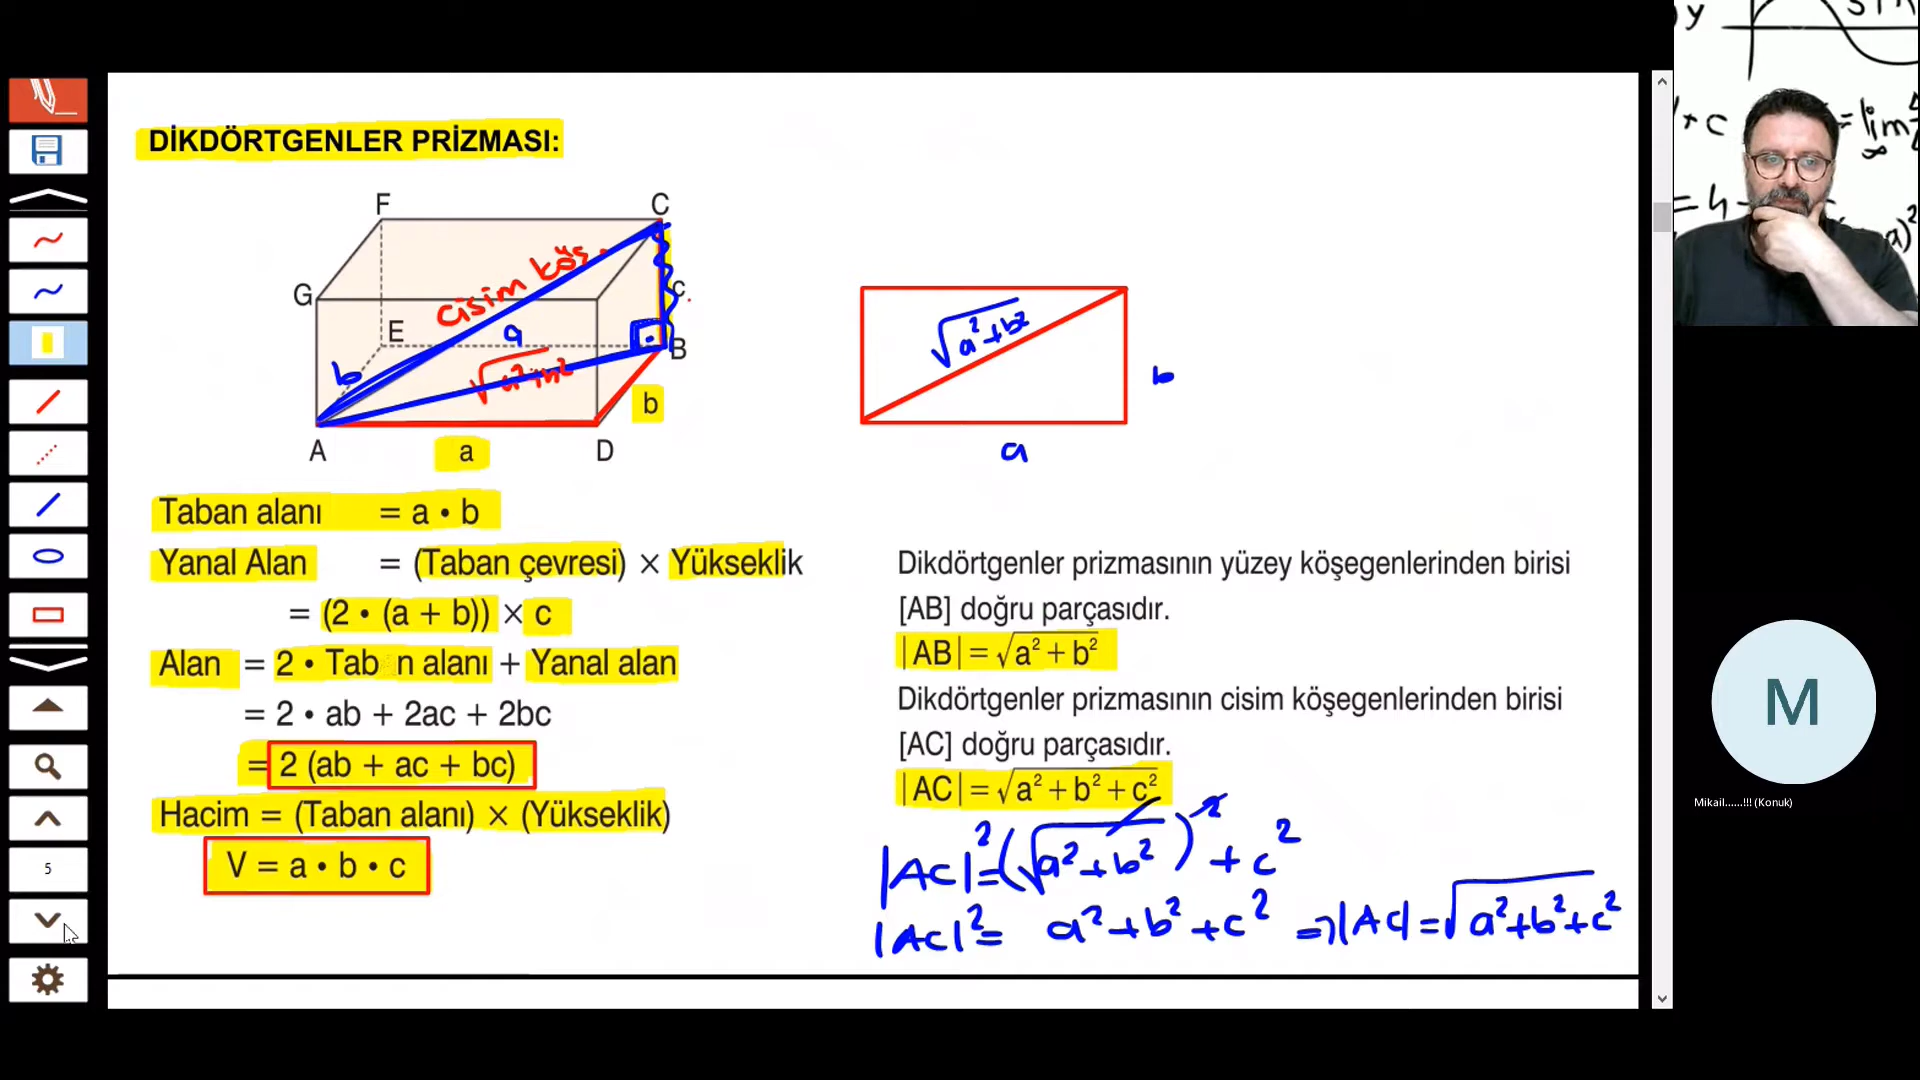 DİKDÖRTGENLER PRİZMASI:
F
C
cisim köş.
G
c
E
a
b
B
b
A
a
D
√a²+b²
b
a
Taban alanı = a • b
Yanal Alan = (Taban çevresi) × Yükseklik
= (2 • (a + b)) × c
Alan = 2 • Tab n alanı + Yanal alan
= 2 • ab + 2ac + 2bc
= 2 (ab + ac + bc)
Hacim = (Taban alanı) × (Yükseklik)
V = a • b • c
Dikdörtgenler prizmasının yüzey köşegenlerinden birisi
[AB] doğru parçasıdır.
|AB| = √a² + b²
Dikdörtgenler prizmasının cisim köşegenlerinden birisi
[AC] doğru parçasıdır.
|AC| = √a² + b² + c²
|AC|² = (√a²+b²)² + c²
|AC|² = a²+b²+c² ⇒ |AC| = √a²+b²+c²
5
y
+ c
= lim
∞
= 4
a)²
M
Mikail......!!! (Konuk)